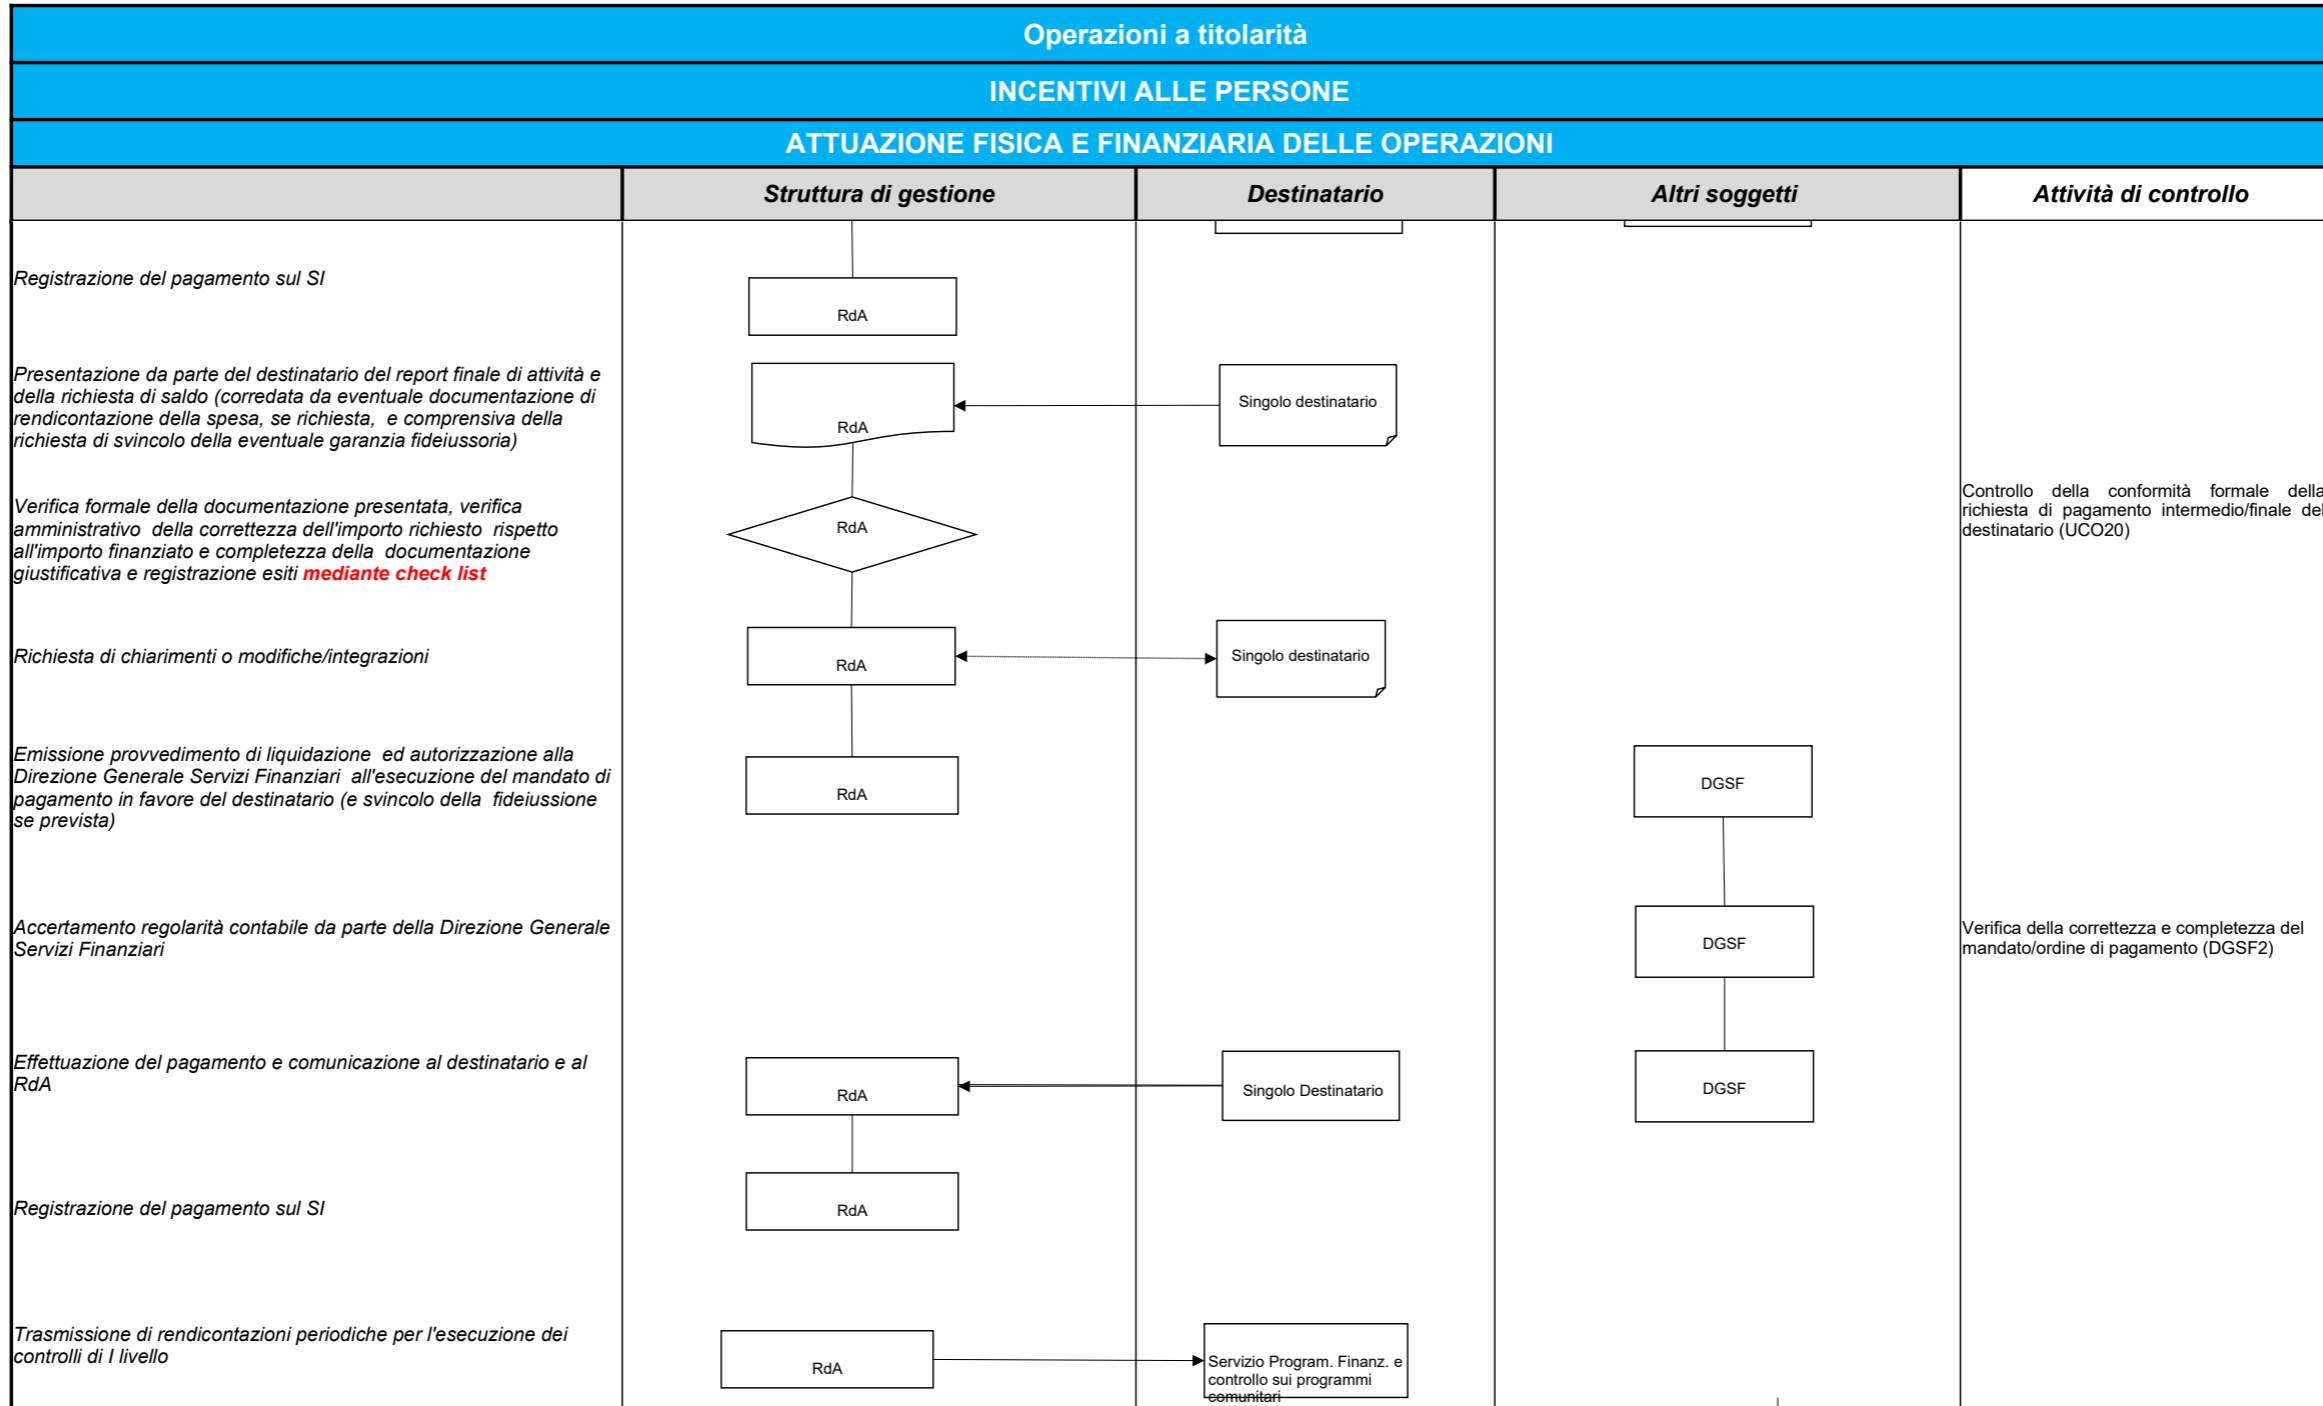 Operazioni a titolarità
INCENTIVI ALLE PERSONE
ATTUAZIONE FISICA E FINANZIARIA DELLE OPERAZIONI
Struttura di gestione
Destinatario
Altri soggetti
Attività di controllo
Registrazione del pagamento sul SI
RdA
Presentazione da parte del destinatario del report finale di attività e
della richiesta di saldo (corredata da eventuale documentazione di
rendicontazione della spesa, se richiesta, e comprensiva della
richiesta di svincolo della eventuale garanzia fideiussoria)
RdA
Singolo destinatario
Verifica formale della documentazione presentata, verifica
amministrativo della correttezza dell'importo richiesto rispetto
all'importo finanziato e completezza della documentazione
giustificativa e registrazione esiti mediante check list
RdA
Controllo della conformità formale della
richiesta di pagamento intermedio/finale del
destinatario (UCO20)
Richiesta di chiarimenti o modifiche/integrazioni
RdA
Singolo destinatario
Emissione provvedimento di liquidazione ed autorizzazione alla
Direzione Generale Servizi Finanziari all'esecuzione del mandato di
pagamento in favore del destinatario (e svincolo della fideiussione
se prevista)
RdA
DGSF
Accertamento regolarità contabile da parte della Direzione Generale
Servizi Finanziari
DGSF
Verifica della correttezza e completezza del
mandato/ordine di pagamento (DGSF2)
Effettuazione del pagamento e comunicazione al destinatario e al
RdA
RdA
Singolo Destinatario
DGSF
Registrazione del pagamento sul SI
RdA
Trasmissione di rendicontazioni periodiche per l'esecuzione dei
controlli di I livello
RdA
Servizio Program. Finanz. e
controllo sui programmi
comunitari